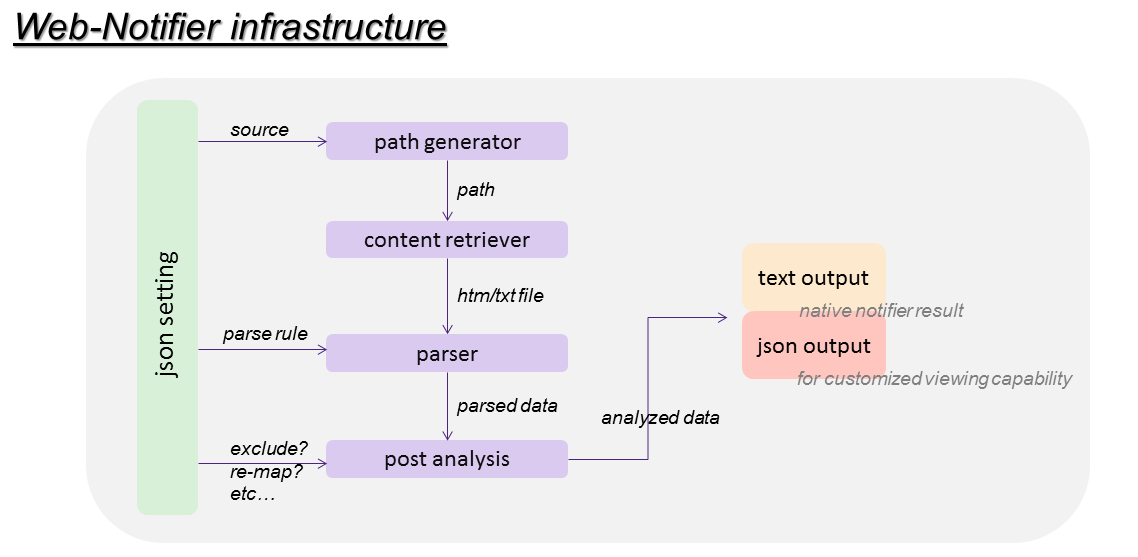 Web-Notifier infrastructure
json setting
source
path generator
path
content retriever
htm/txt file
parse rule
parser
parsed data
exclude?
re-map?
etc…
post analysis
analyzed data
text output
native notifier result
json output
for customized viewing capability